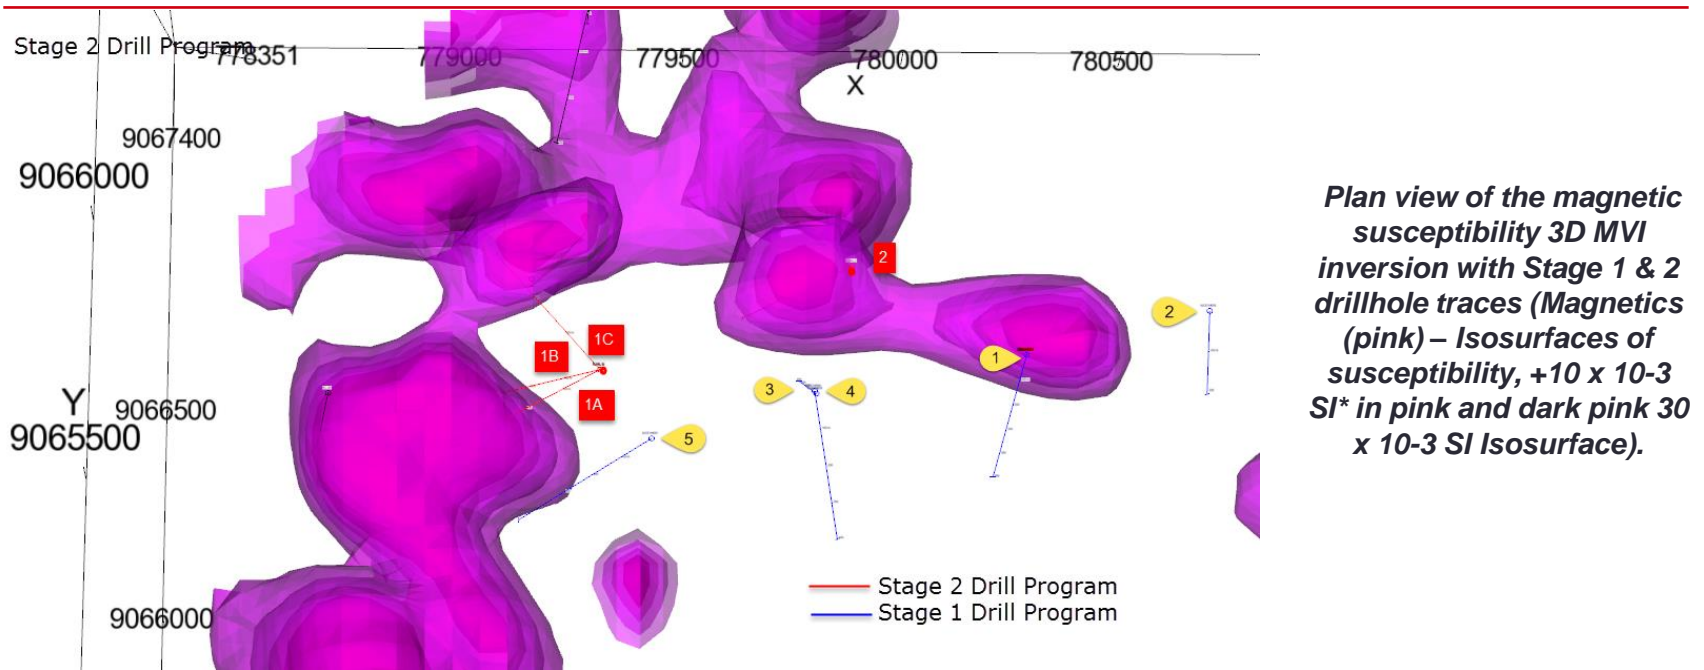 Stage 2 Drill Program
778351
779000
779500
780000
780500
X
9067400
9066000
2
2
1C
1B
1
3
4
Y
9066500
1A
9065500
5
Stage 2 Drill Program
Stage 1 Drill Program
9066000
Plan view of the magnetic
susceptibility 3D MVI
inversion with Stage 1 & 2
drillhole traces (Magnetics
(pink) – Isosurfaces of
susceptibility, +10 x 10-3
SI* in pink and dark pink 30
x 10-3 SI Isosurface).